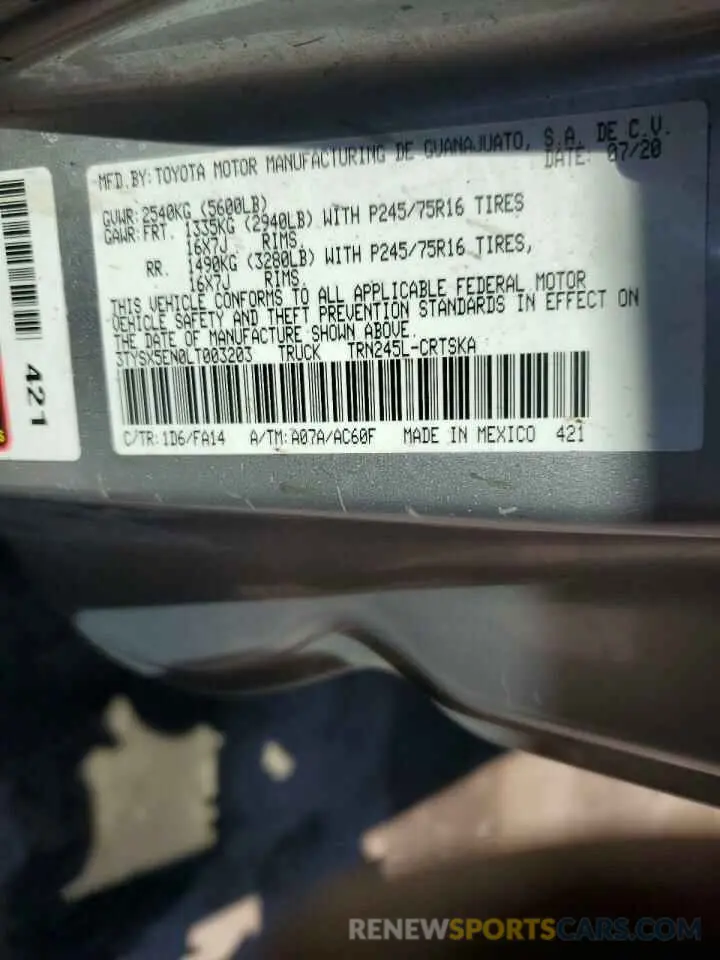 MFD.BY:TOYOTA MOTOR MANUFACTURING DE GUANAJUATO, S.A. DE C.V.
DATE: 07/20
GVWR:2540KG (5600LB)
GAWR:FRT. 1335KG (2940LB) WITH P245/75R16 TIRES
16X7J RIMS.
RR. 1490KG (3280LB) WITH P245/75R16 TIRES,
16X7J RIMS.
THIS VEHICLE CONFORMS TO ALL APPLICABLE FEDERAL MOTOR
VEHICLE SAFETY AND THEFT PREVENTION STANDARDS IN EFFECT ON
THE DATE OF MANUFACTURE SHOWN ABOVE.
3TYSX5EN0LT003203 TRUCK TRN245L-CRTSKA
C/TR:1D6/FA14 A/TM:A07A/AC60F MADE IN MEXICO 421
421
S
RENEWSPORTSCARS.COM